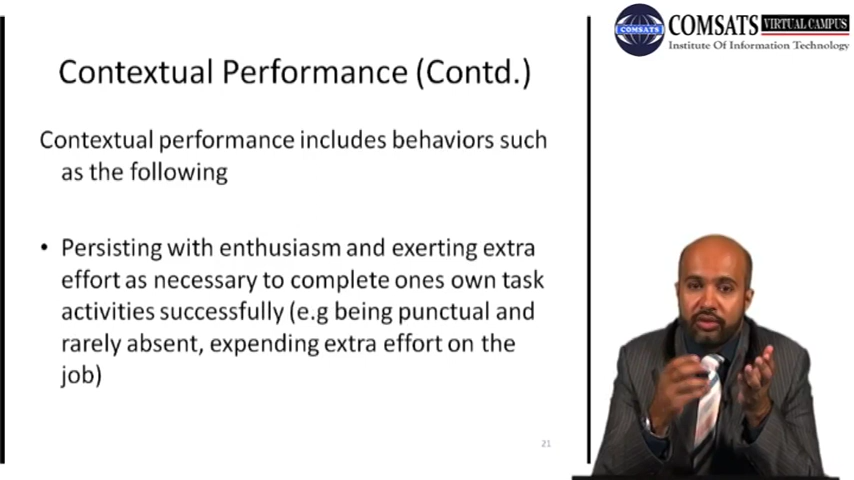 COMSATS VIRTUAL CAMPUS
Institute Of Information Technology
COMSATS
Contextual Performance (Contd.)
Contextual performance includes behaviors such
as the following
• Persisting with enthusiasm and exerting extra
effort as necessary to complete ones own task
activities successfully (e.g being punctual and
rarely absent, expending extra effort on the
job)
21